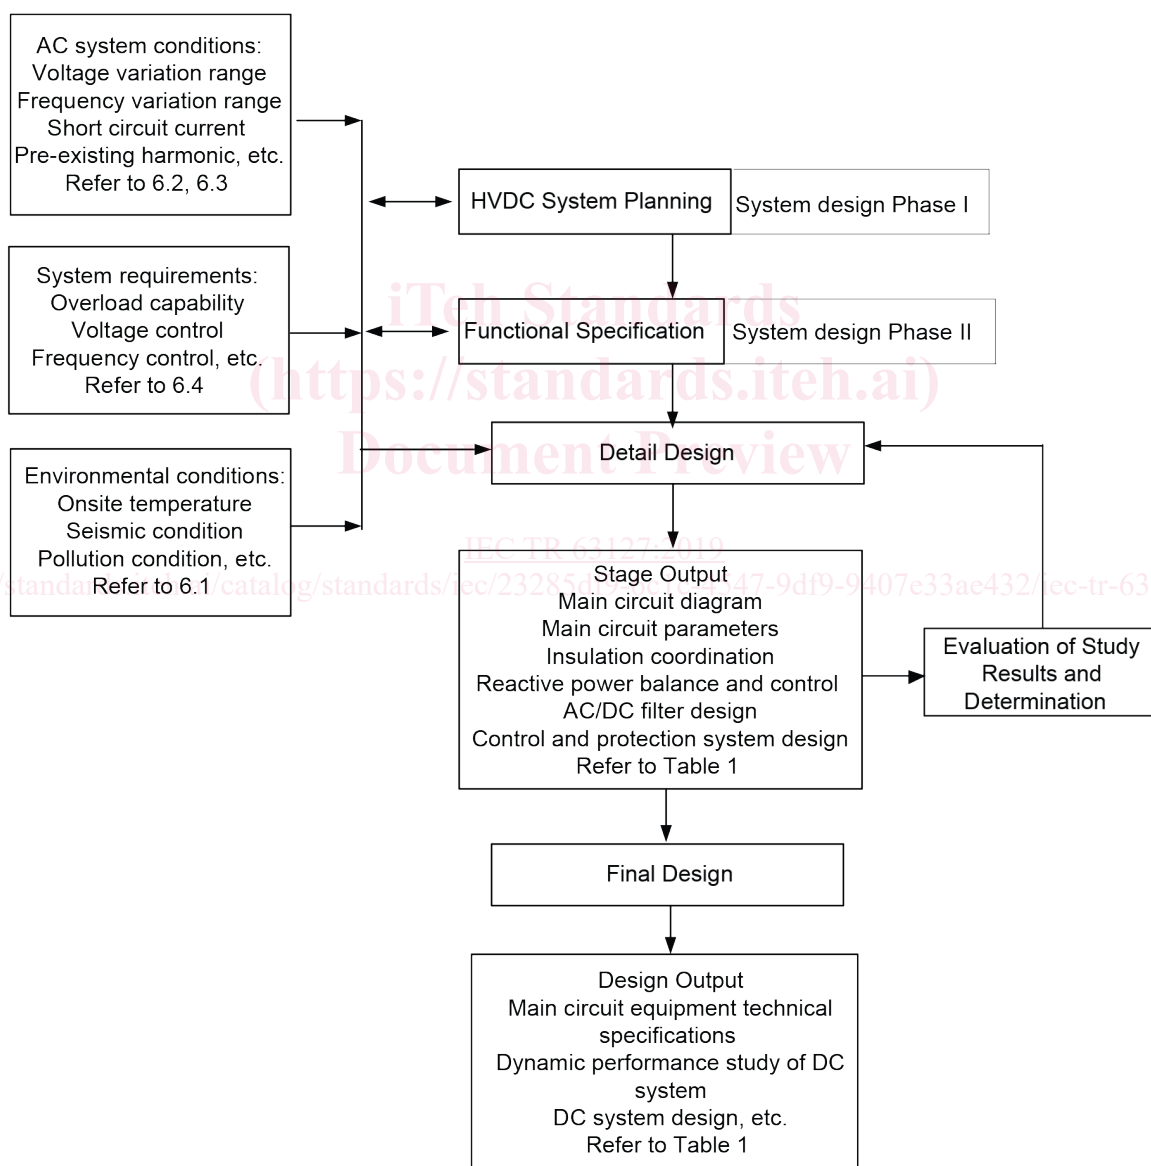 AC system conditions:
Voltage variation range
Frequency variation range
Short circuit current
Pre-existing harmonic, etc.
Refer to 6.2, 6.3
HVDC System Planning
System design Phase I
System requirements:
Overload capability
Voltage control
Frequency control, etc.
Refer to 6.4
iTeh Standards
Functional Specification
System design Phase II
(https://standards.iteh.ai)
Detail Design
Document Preview
Environmental conditions:
Onsite temperature
Seismic condition
Pollution condition, etc.
Refer to 6.1
IEC TR 63127:2019
Stage Output
Main circuit diagram
Main circuit parameters
Insulation coordination
Reactive power balance and control
AC/DC filter design
Control and protection system design
Refer to Table 1
Evaluation of Study
Results and
Determination
Final Design
Design Output
Main circuit equipment technical
specifications
Dynamic performance study of DC
system
DC system design, etc.
Refer to Table 1